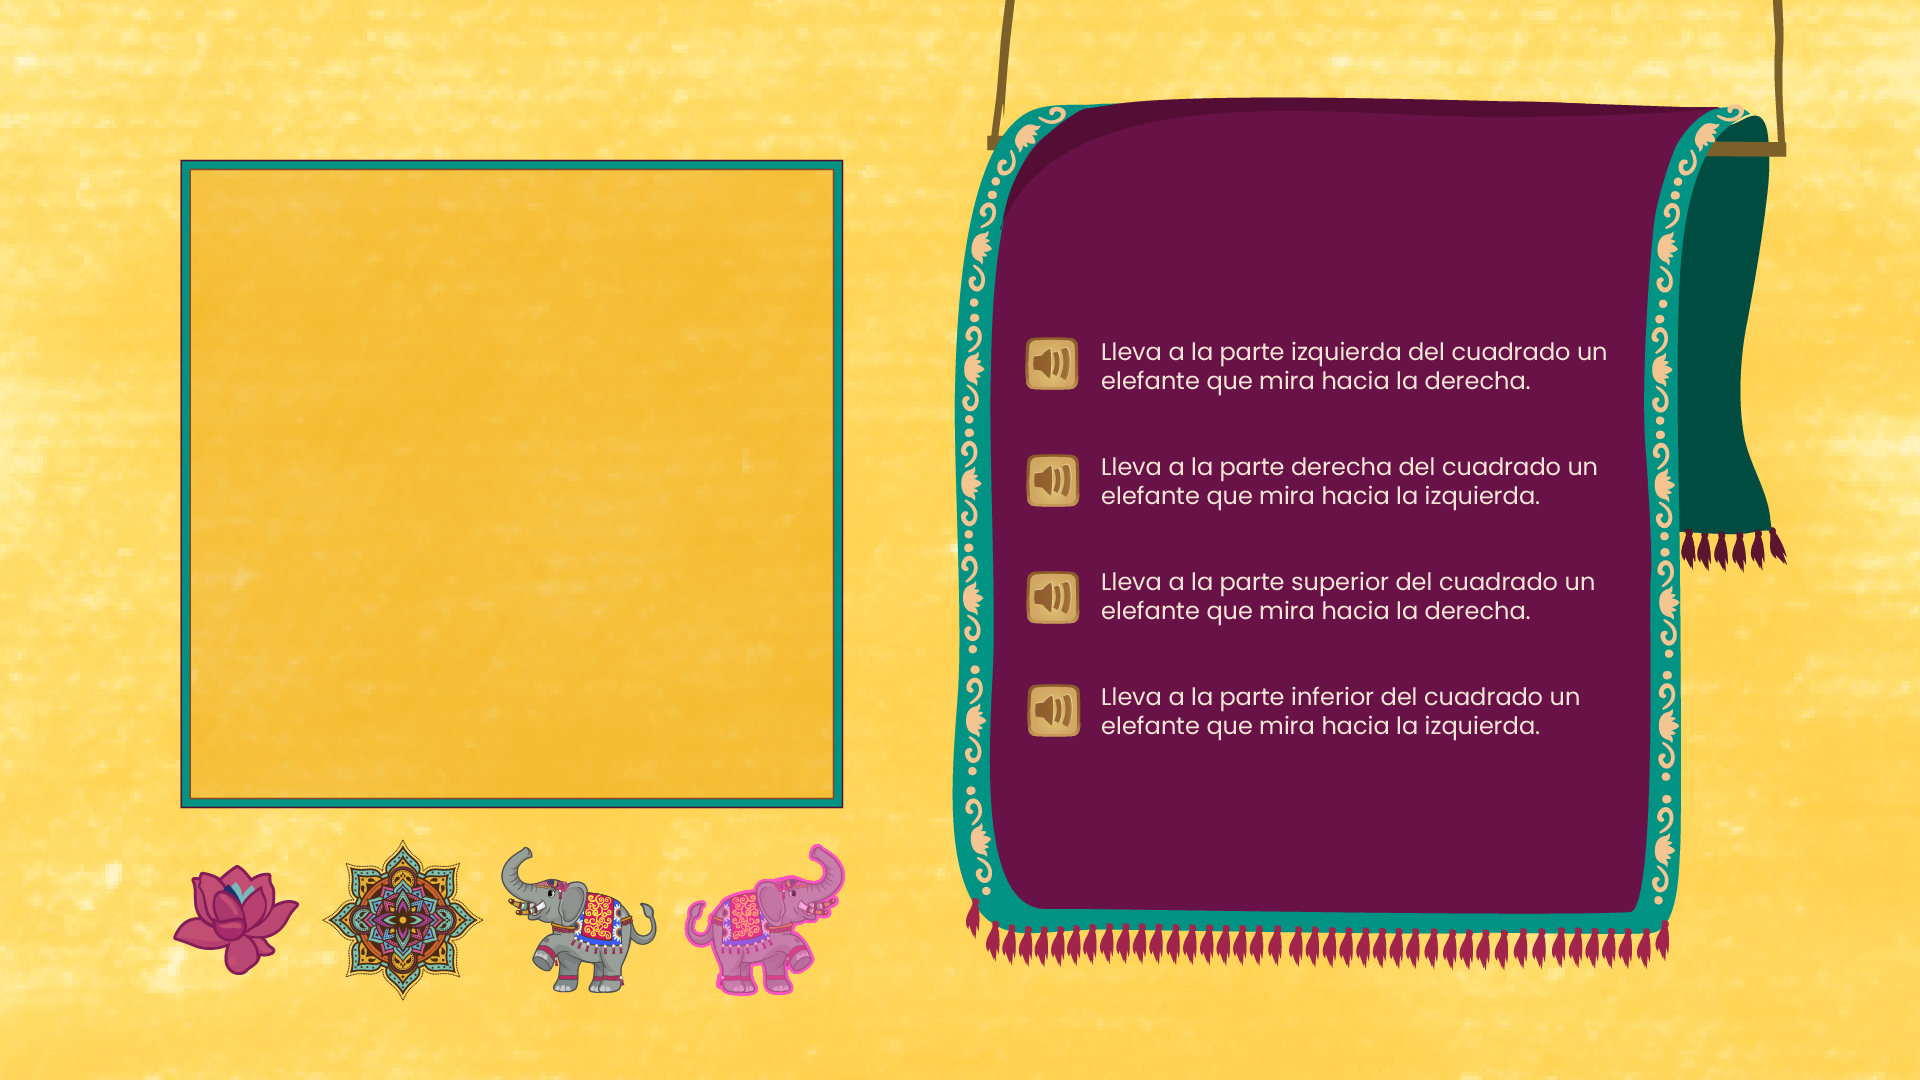 Lleva a la parte izquierda del cuadrado un
elefante que mira hacia la derecha.
Lleva a la parte derecha del cuadrado un
elefante que mira hacia la izquierda.
Lleva a la parte superior del cuadrado un
elefante que mira hacia la derecha.
Lleva a la parte inferior del cuadrado un
elefante que mira hacia la izquierda.